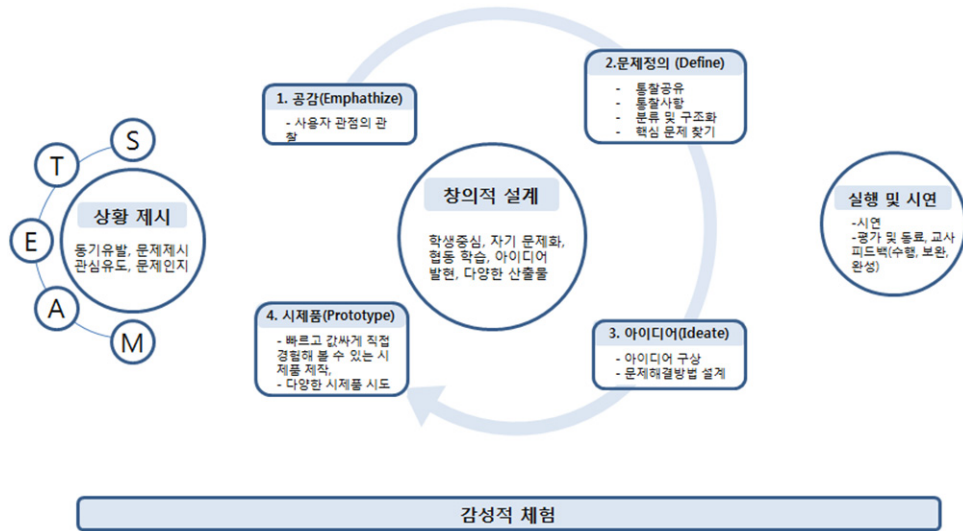 S
T
E
A
M
상황 제시
동기유발, 문제제시
관심유도, 문제인지
1. 공감(Emphathize)
- 사용자 관점의 관
찰
2.문제정의 (Define)
- 통찰공유
- 통찰사항
- 분류 및 구조화
- 핵심 문제 찾기
창의적 설계
학생중심, 자기 문제화,
협동 학습, 아이디어
발현, 다양한 산출물
3. 아이디어(Ideate)
- 아이디어 구상
- 문제해결방법 설계
4. 시제품(Prototype)
- 빠르고 값싸게 직접
경험해 볼 수 있는 시
제품 제작,
- 다양한 시제품 시도
실행 및 시연
-시연
-평가 및 동료, 교사
피드백(수행, 보완,
완성)
감성적 체험